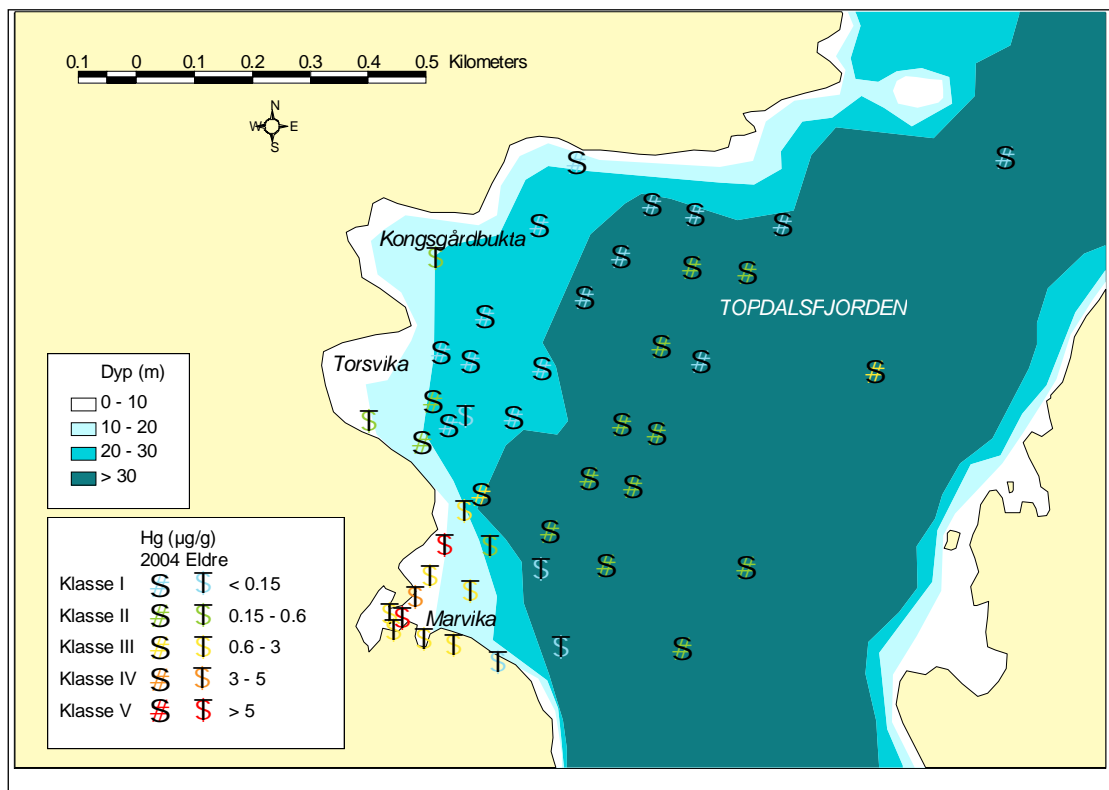 0.1 0 0.1 0.2 0.3 0.4 0.5 Kilometers
N
W E
S
Kongsgårdbukta
TOPDALSFJORDEN
Torsvika
Marvika
Dyp (m)
0 - 10
10 - 20
20 - 30
> 30
Hg (µg/g)
2004 Eldre
Klasse I < 0.15
Klasse II 0.15 - 0.6
Klasse III 0.6 - 3
Klasse IV 3 - 5
Klasse V > 5